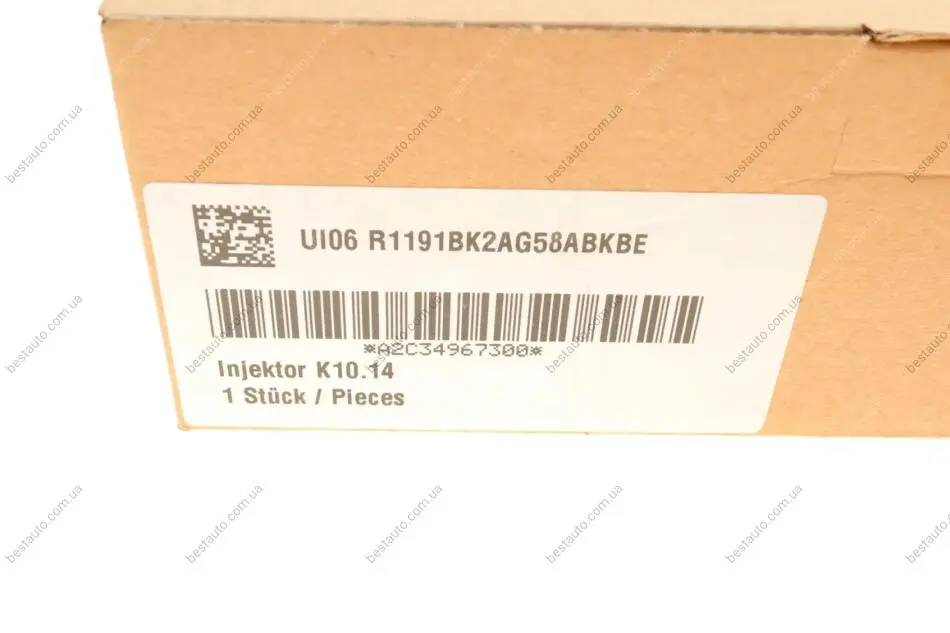 UI06 R1191BK2AG58ABKBE
*A2C34967300*
Injektor K10.14
1 Stück / Pieces
bestauto.com.ua